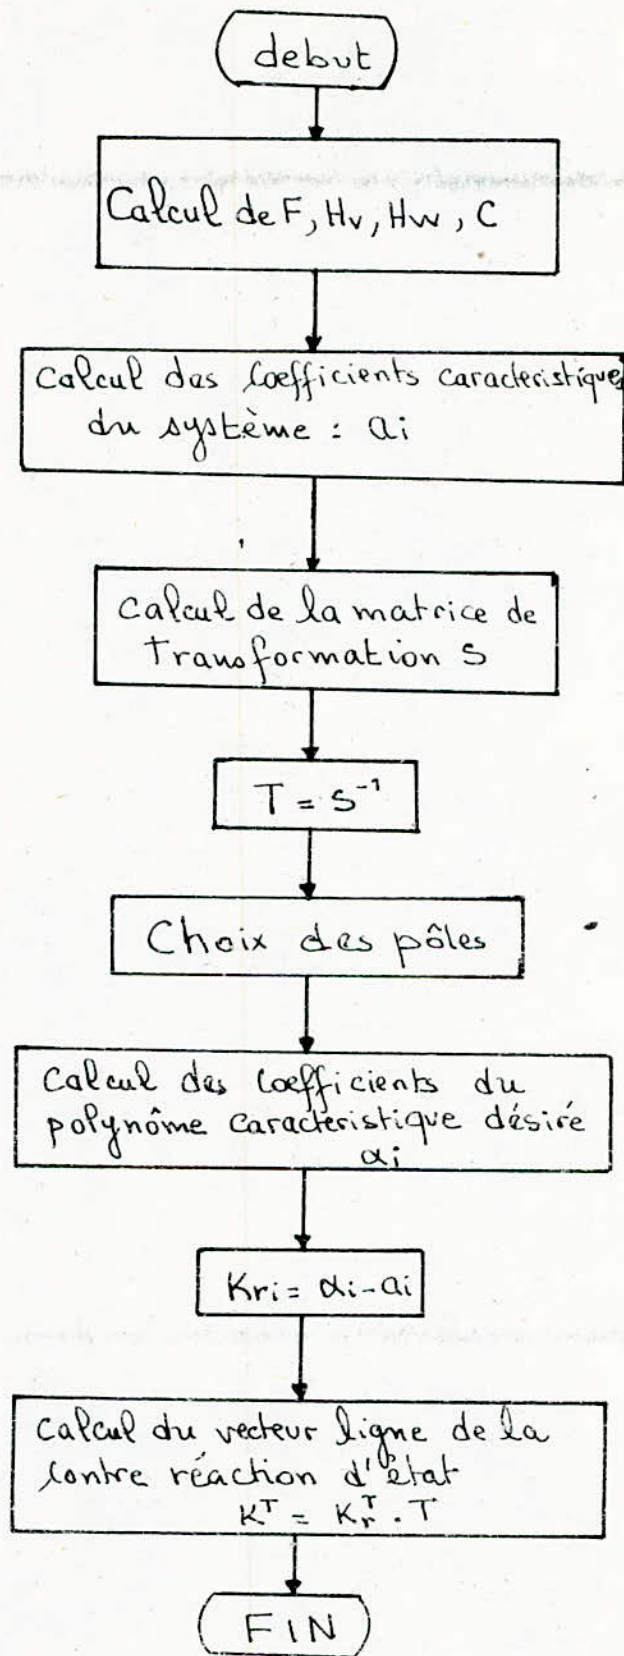 debut
Calcul de F, Hv, Hw, C
Calcul des Coefficients caracteristiques
du système : ai
Calcul de la matrice de
Transformation S
T = S⁻¹
Choix des pôles
Calcul des Coefficients du
polynôme caracteristique désiré
αi
Kri = αi - ai
Calcul du vecteur ligne de la
Contre réaction d'état
Kᵀ = Krᵀ . T
FIN